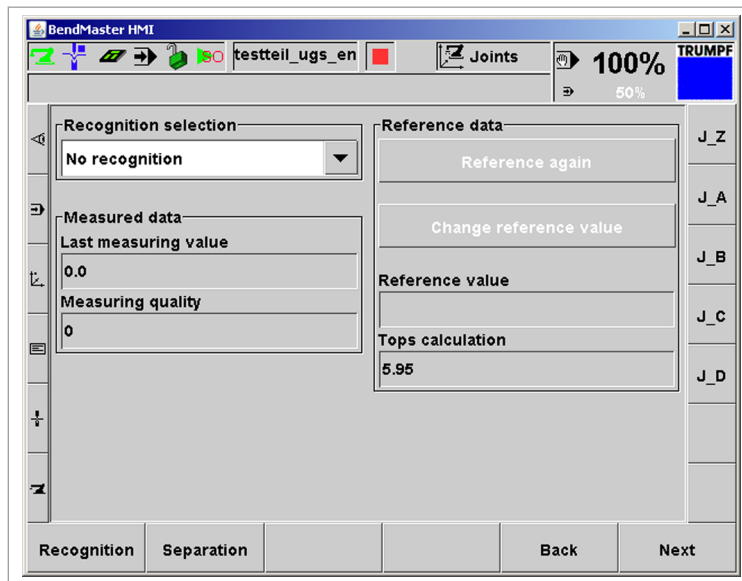 BendMaster HMI
SO
testteil_ugs_en
Joints
100%
50%
TRUMPF
Recognition selection
No recognition
Measured data
Last measuring value
0.0
Measuring quality
0
Reference data
Reference again
Change reference value
Reference value
Tops calculation
5.95
J_Z
J_A
J_B
J_C
J_D
Recognition
Separation
Back
Next